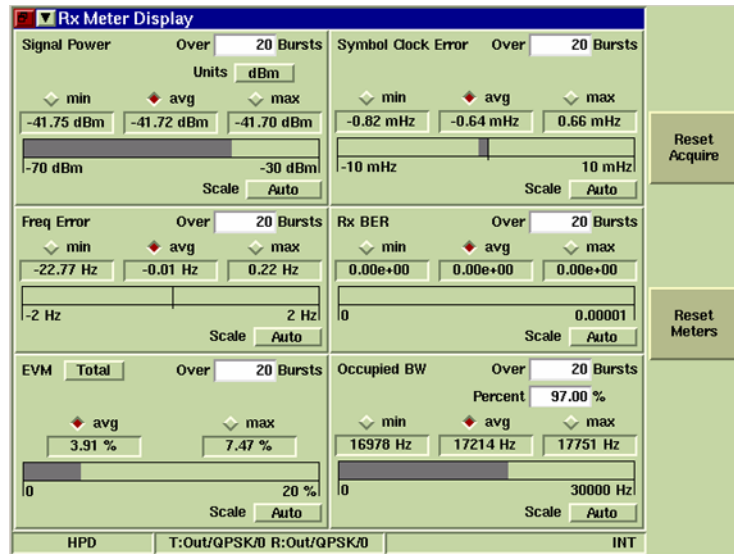 Rx Meter Display
Signal Power Over 20 Bursts
Units dBm
min avg max
-41.75 dBm -41.72 dBm -41.70 dBm
-70 dBm -30 dBm
Scale Auto
Symbol Clock Error Over 20 Bursts
min avg max
-0.82 mHz -0.64 mHz 0.66 mHz
-10 mHz 10 mHz
Scale Auto
Freq Error Over 20 Bursts
min avg max
-22.77 Hz -0.01 Hz 0.22 Hz
-2 Hz 2 Hz
Scale Auto
Rx BER Over 20 Bursts
min avg max
0.00e+00 0.00e+00 0.00e+00
0 0.00001
Scale Auto
EVM Total Over 20 Bursts
avg max
3.91 % 7.47 %
0 20 %
Scale Auto
Occupied BW Over 20 Bursts
Percent 97.00 %
min avg max
16978 Hz 17214 Hz 17751 Hz
0 30000 Hz
Scale Auto
Reset
Acquire
Reset
Meters
HPD T:Out/QPSK/0 R:Out/QPSK/0 INT